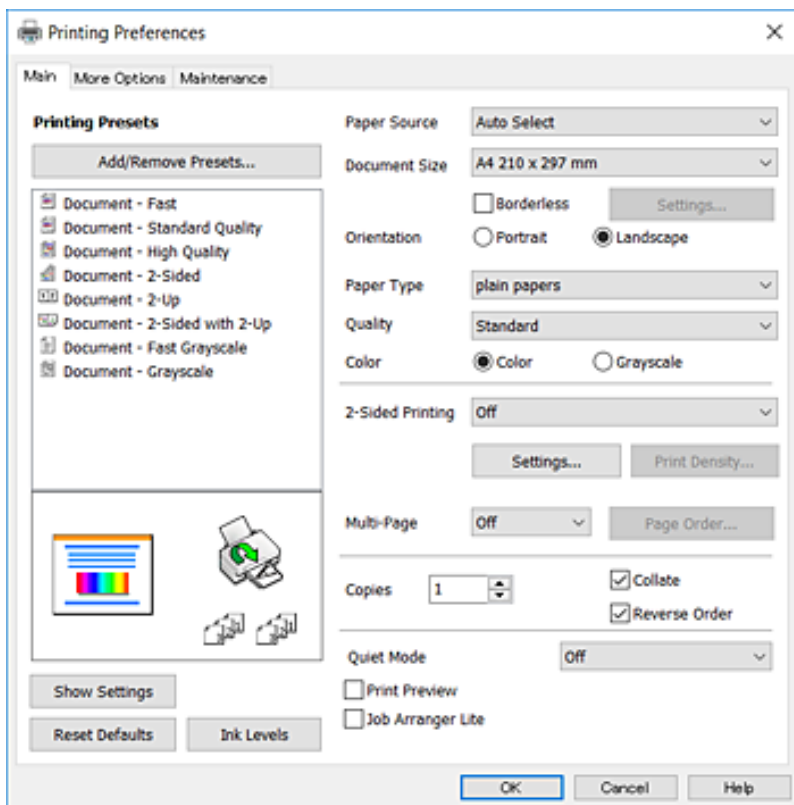 Printing Preferences
Main More Options Maintenance
Printing Presets
Add/Remove Presets...
Document - Fast
Document - Standard Quality
Document - High Quality
Document - 2-Sided
Document - 2-Up
Document - 2-Sided with 2-Up
Document - Fast Grayscale
Document - Grayscale
Show Settings
Reset Defaults Ink Levels
Paper Source Auto Select
Document Size A4 210 x 297 mm
Borderless Settings...
Orientation Portrait Landscape
Paper Type plain papers
Quality Standard
Color Color Grayscale
2-Sided Printing Off
Settings... Print Density...
Multi-Page Off Page Order...
Copies 1 Collate
Reverse Order
Quiet Mode Off
Print Preview
Job Arranger Lite
OK Cancel Help